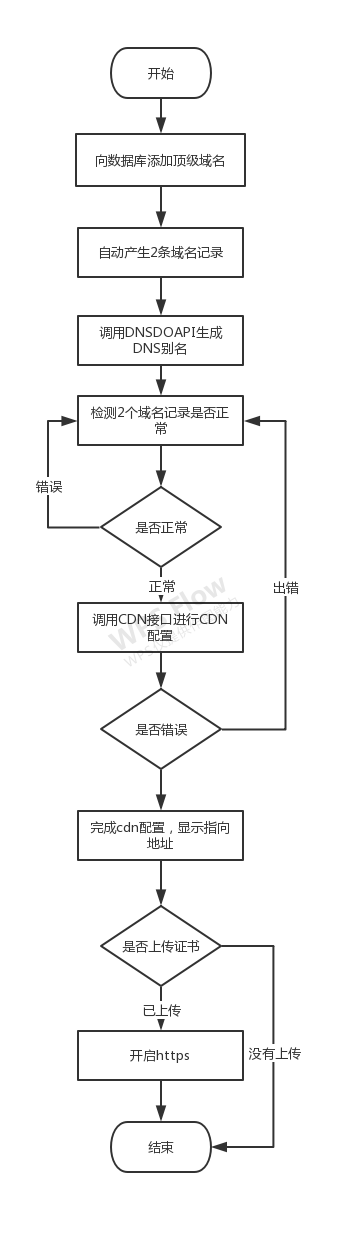 开始
向数据库添加顶级域名
自动产生2条域名记录
调用DNSDOAPI生成
DNS别名
检测2个域名记录是否正
常
错误
是否正常
正常
出错
WPS Flow
调用CDN接口进行CDN
配置
是否错误
完成cdn配置，显示指向
地址
是否上传证书
已上传
没有上传
开启https
结束